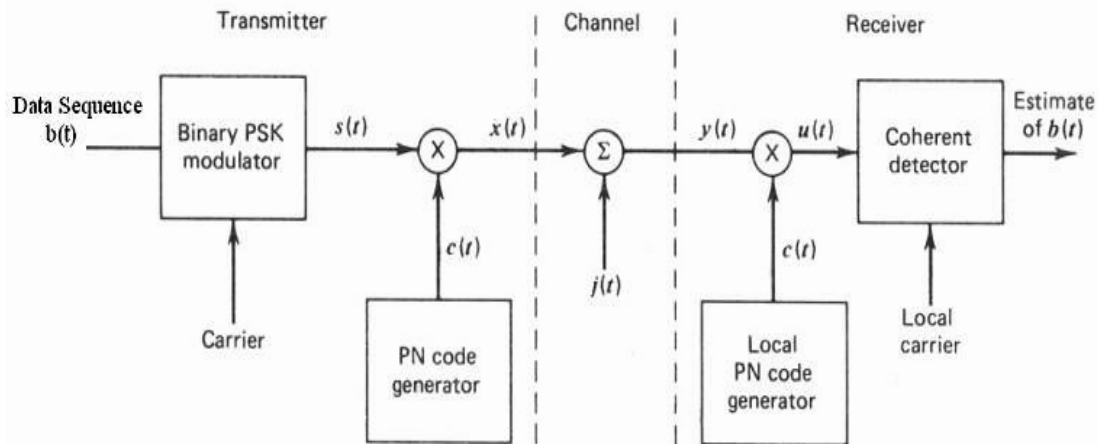 Transmitter
Channel
Receiver
Data Sequence
b(t)
Binary PSK
modulator
s(t)
X
x(t)
Σ
y(t)
X
u(t)
Coherent
detector
Estimate
of b(t)
c(t)
j(t)
c(t)
Carrier
PN code
generator
Local
PN code
generator
Local
carrier